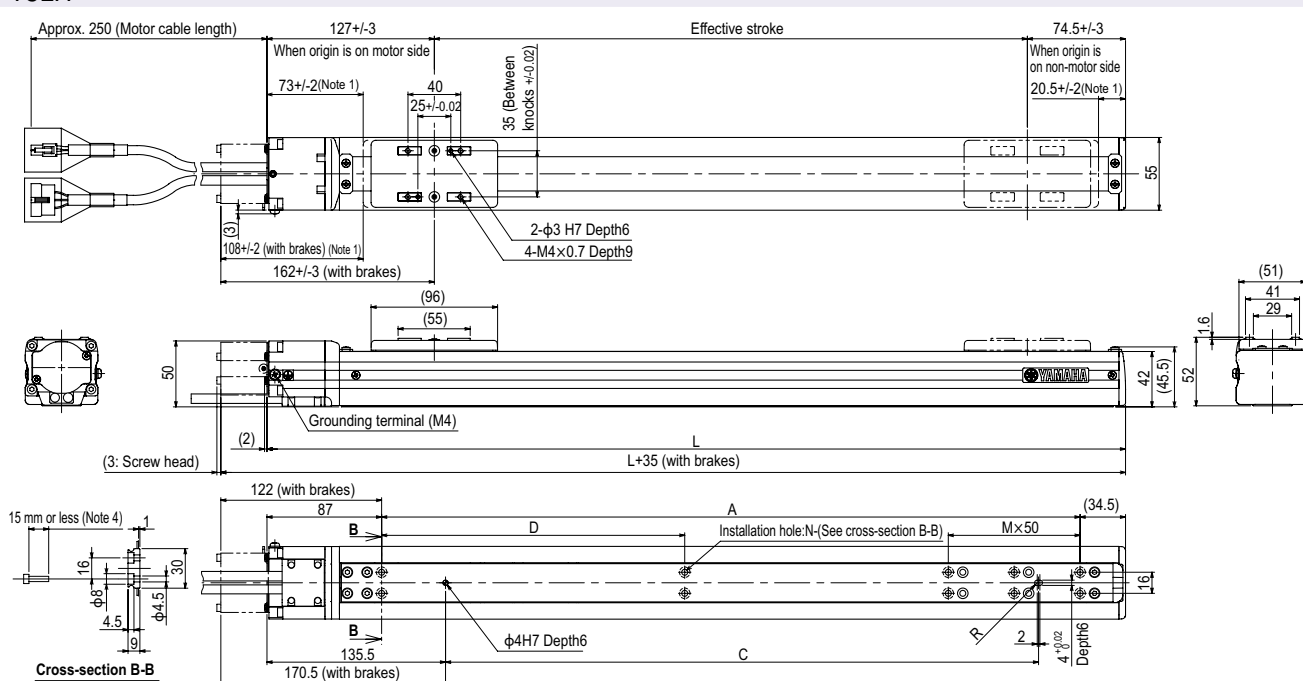 Approx. 250 (Motor cable length)
127+/-3
Effective stroke
74.5+/-3
When origin is on motor side
When origin is
on non-motor side
73+/-2(Note 1)
40
25+/-0.02
35 (Between
knocks +/-0.02)
20.5+/-2(Note 1)
55
(3)
2-φ3 H7 Depth6
4-M4×0.7 Depth9
108+/-2 (with brakes) (Note 1)
162+/-3 (with brakes)
(96)
(55)
(51)
41
29
1.6
52
50
YAMAHA
42
(45.5)
Grounding terminal (M4)
(2)
L
(3: Screw head)
L+35 (with brakes)
122 (with brakes)
87
A
(34.5)
15 mm or less (Note 4)
1
B
D
Installation hole:N-(See cross-section B-B)
M×50
16
30
φ8
φ4.5
4.5
9
16
B
φ4H7 Depth6
R
2
4 +0.02 0
Depth6
135.5
C
Cross-section B-B
170.5 (with brakes)